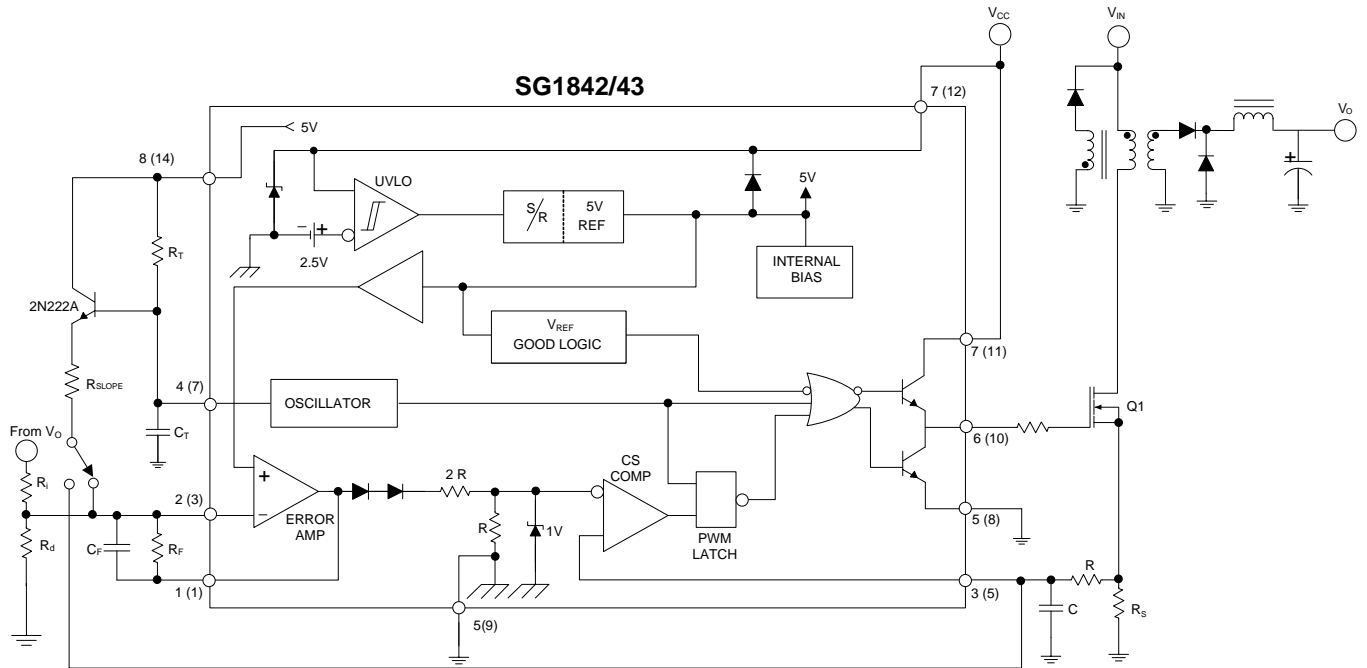 V_CC
V_IN
SG1842/43
7 (12)
V_O
5V
8 (14)
UVLO
S/R
5V
REF
5V
− +
2.5V
INTERNAL
BIAS
R_T
2N222A
V_REF
GOOD LOGIC
7 (11)
R_SLOPE
4 (7)
OSCILLATOR
Q1
6 (10)
From V_O
C_T
R_i
CS
COMP
+
2 R
2 (3)
−
ERROR
AMP
R
1V
5 (8)
PWM
LATCH
R_d
C_F
R_F
R
1 (1)
3 (5)
C
R_S
5(9)
+